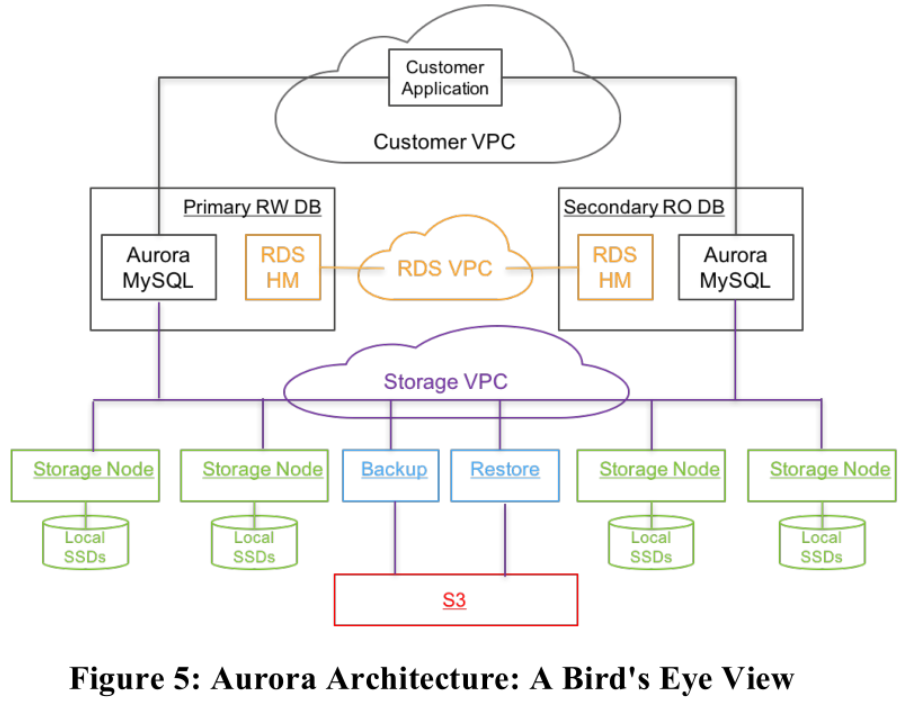 Customer
Application
Customer VPC
Primary RW DB
Aurora
MySQL
RDS
HM
RDS VPC
Secondary RO DB
RDS
HM
Aurora
MySQL
Storage VPC
Storage Node
Storage Node
Backup
Restore
Storage Node
Storage Node
Local
SSDs
Local
SSDs
Local
SSDs
Local
SSDs
S3
Figure 5: Aurora Architecture: A Bird's Eye View